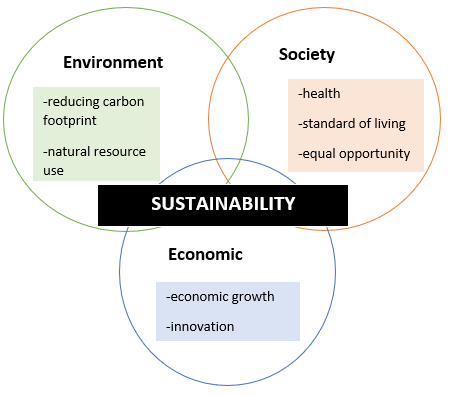 Environment
-reducing carbon
footprint
-natural resource
use
Society
-health
-standard of living
-equal opportunity
SUSTAINABILITY
Economic
-economic growth
-innovation